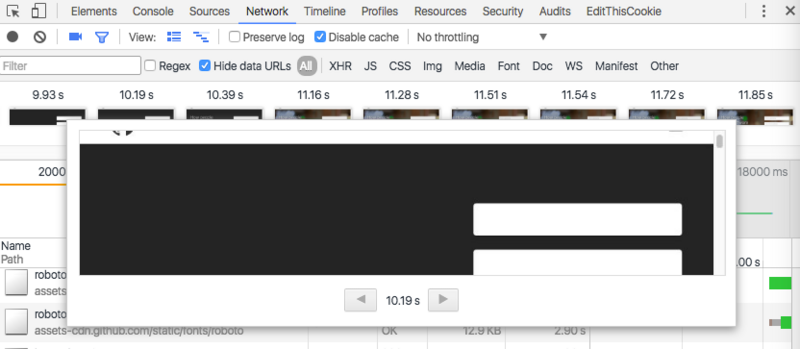 Elements Console Sources Network Timeline Profiles Resources Security Audits EditThisCookie
View: Preserve log Disable cache No throttling
Filter Regex Hide data URLs All XHR JS CSS Img Media Font Doc WS Manifest Other
9.93 s 10.19 s 10.39 s 11.16 s 11.28 s 11.51 s 11.54 s 11.72 s 11.85 s
2000 18000 ms
Name
Path .00 s
roboto
assets-
10.19 s
roboto
assets-cdn.github.com/static/fonts/roboto OK 12.9 KB 2.90 s